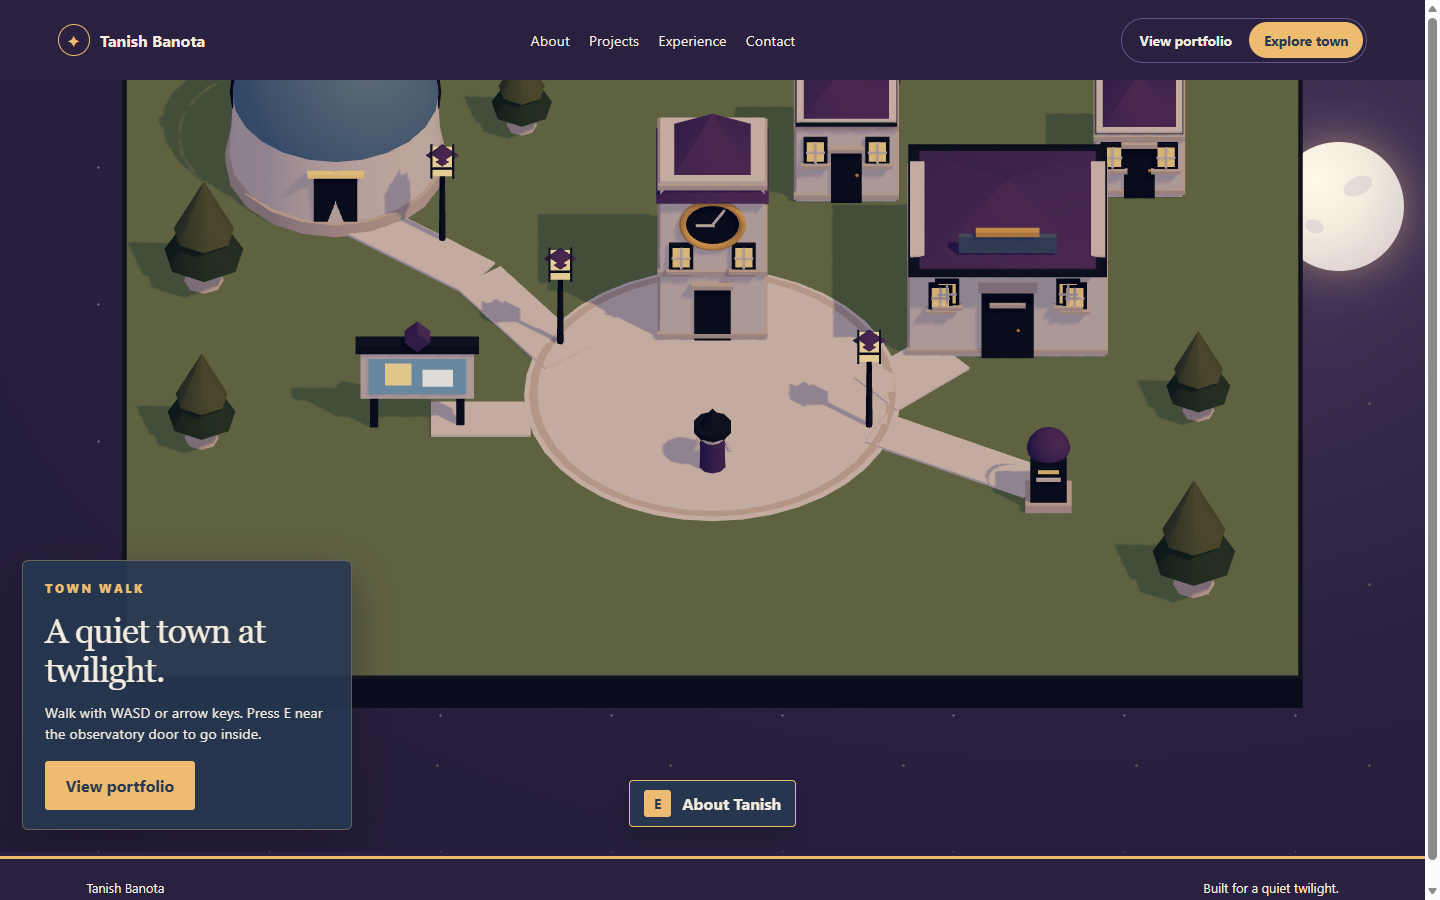 Tanish Banota
About
Projects
Experience
Contact
View portfolio
Explore town
TOWN WALK
A quiet town at
twilight.
Walk with WASD or arrow keys. Press E near
the observatory door to go inside.
View portfolio
E
About Tanish
Tanish Banota
Built for a quiet twilight.